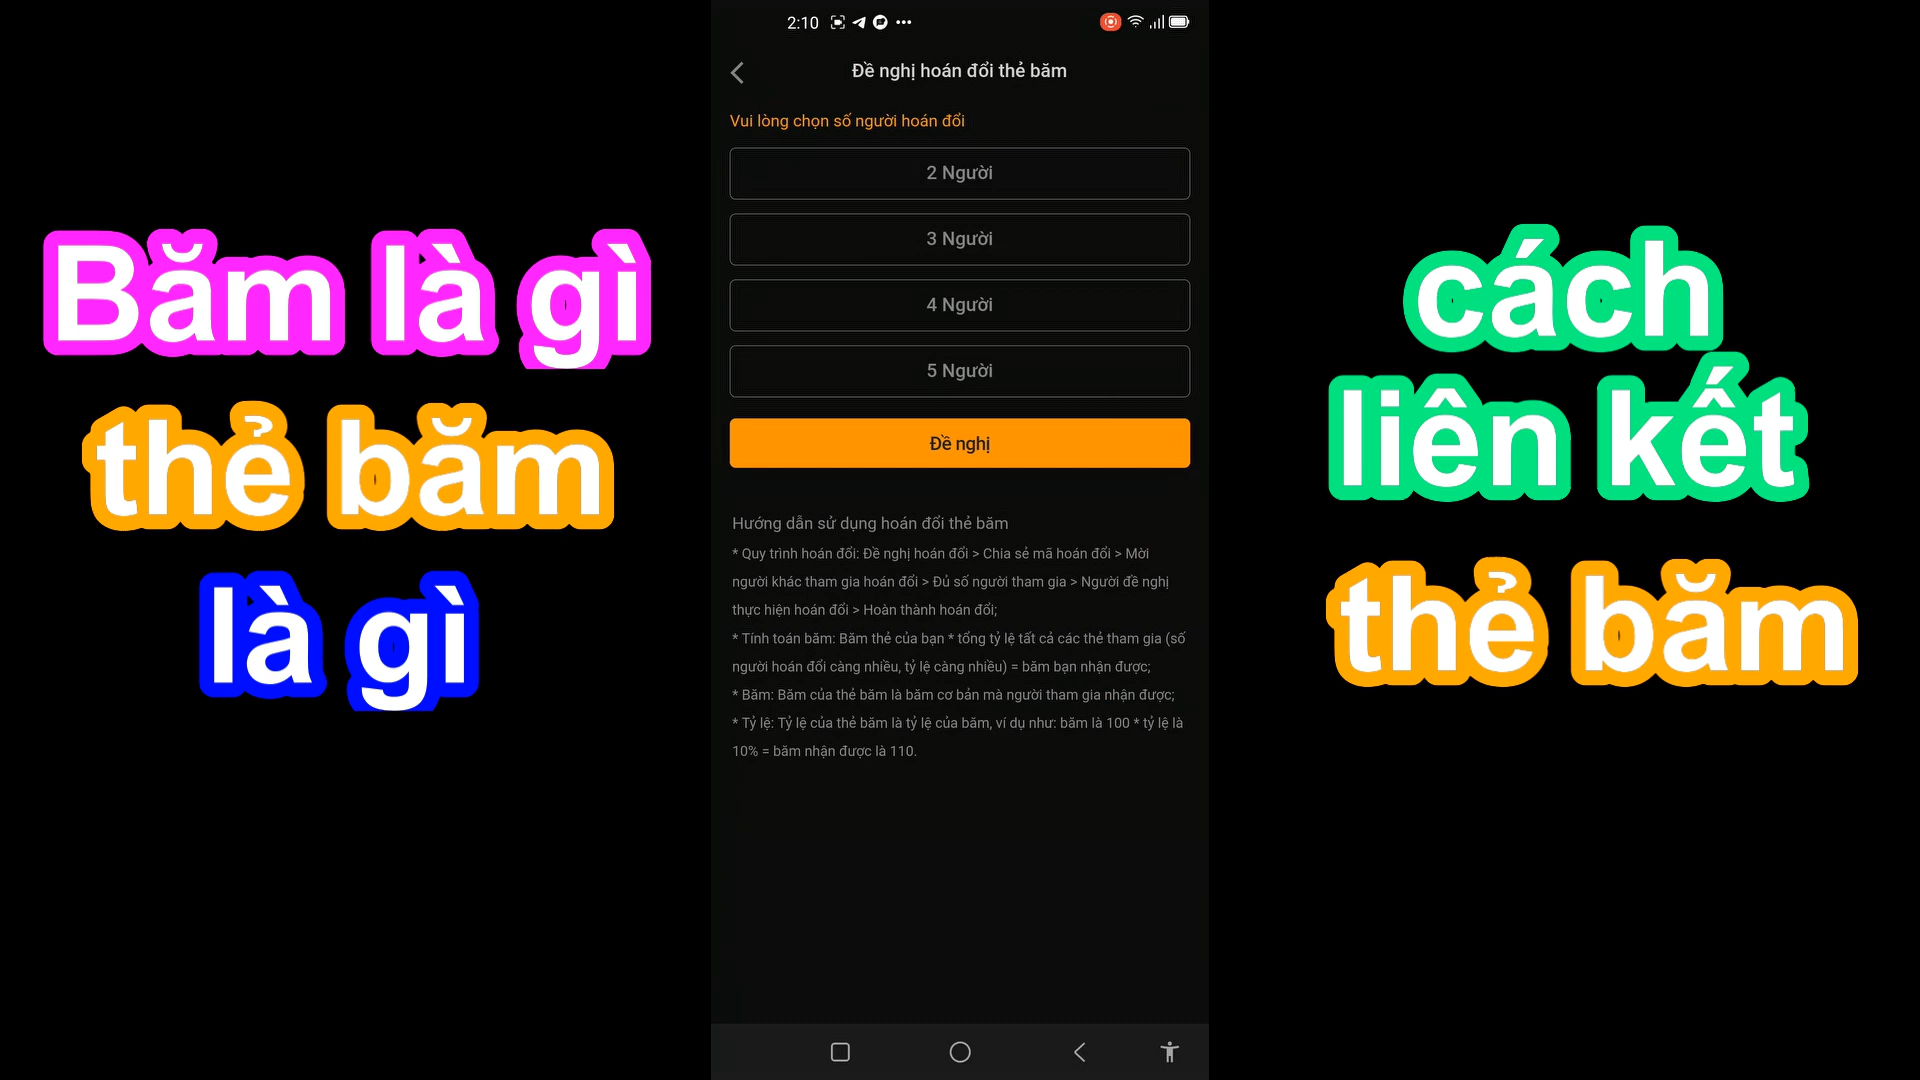 Băm là gì
thẻ băm
là gì
2:10
Đề nghị hoán đổi thẻ băm
Vui lòng chọn số người hoán đổi
2 Người
3 Người
4 Người
5 Người
Đề nghị
Hướng dẫn sử dụng hoán đổi thẻ băm
* Quy trình hoán đổi: Đề nghị hoán đổi > Chia sẻ mã hoán đổi > Mời
người khác tham gia hoán đổi > Đủ số người tham gia > Người đề nghị
thực hiện hoán đổi > Hoàn thành hoán đổi;
* Tính toán băm: Băm thẻ của bạn * tổng tỷ lệ tất cả các thẻ tham gia (số
người hoán đổi càng nhiều, tỷ lệ càng nhiều) = băm bạn nhận được;
* Băm: Băm của thẻ băm là băm cơ bản mà người tham gia nhận được;
* Tỷ lệ: Tỷ lệ của thẻ băm là tỷ lệ của băm, ví dụ như: băm là 100 * tỷ lệ là
10% = băm nhận được là 110.
cách
liên kết
thẻ băm